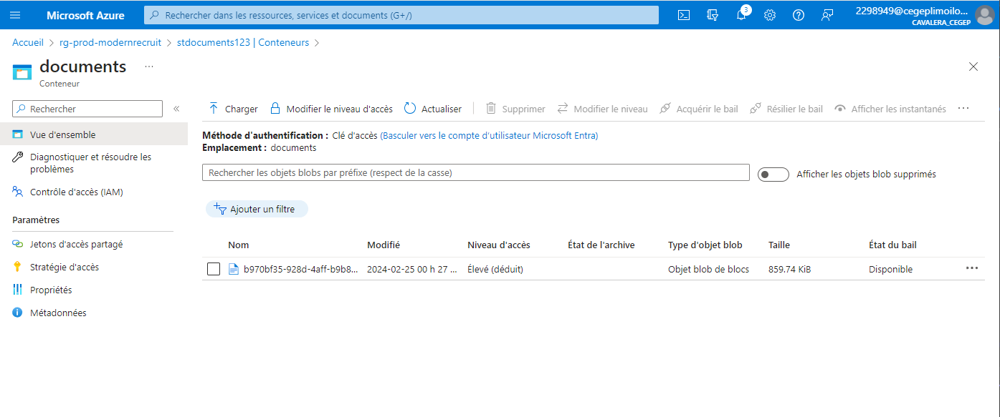 Microsoft Azure
Rechercher dans les ressources, services et documents (G+/)
3
2298949@cegeplimoilo...
CAVALERA_CEGEP
Accueil > rg-prod-modernrecruit > stdocuments123 | Conteneurs >
documents ...
Conteneur
Rechercher
«
Vue d'ensemble
Diagnostiquer et résoudre les
problèmes
Contrôle d'accès (IAM)
Paramètres
Jetons d'accès partagé
Stratégie d'accès
Propriétés
Métadonnées
Charger Modifier le niveau d'accès Actualiser Supprimer Modifier le niveau Acquérir le bail Résilier le bail Afficher les instantanés ...
Méthode d'authentification : Clé d'accès (Basculer vers le compte d'utilisateur Microsoft Entra)
Emplacement : documents
Rechercher les objets blobs par préfixe (respect de la casse)
Afficher les objets blob supprimés
Ajouter un filtre
Nom Modifié Niveau d'accès État de l'archive Type d'objet blob Taille État du bail
b970bf35-928d-4aff-b9b8... 2024-02-25 00 h 27 ... Élevé (déduit) Objet blob de blocs 859.74 KiB Disponible ...